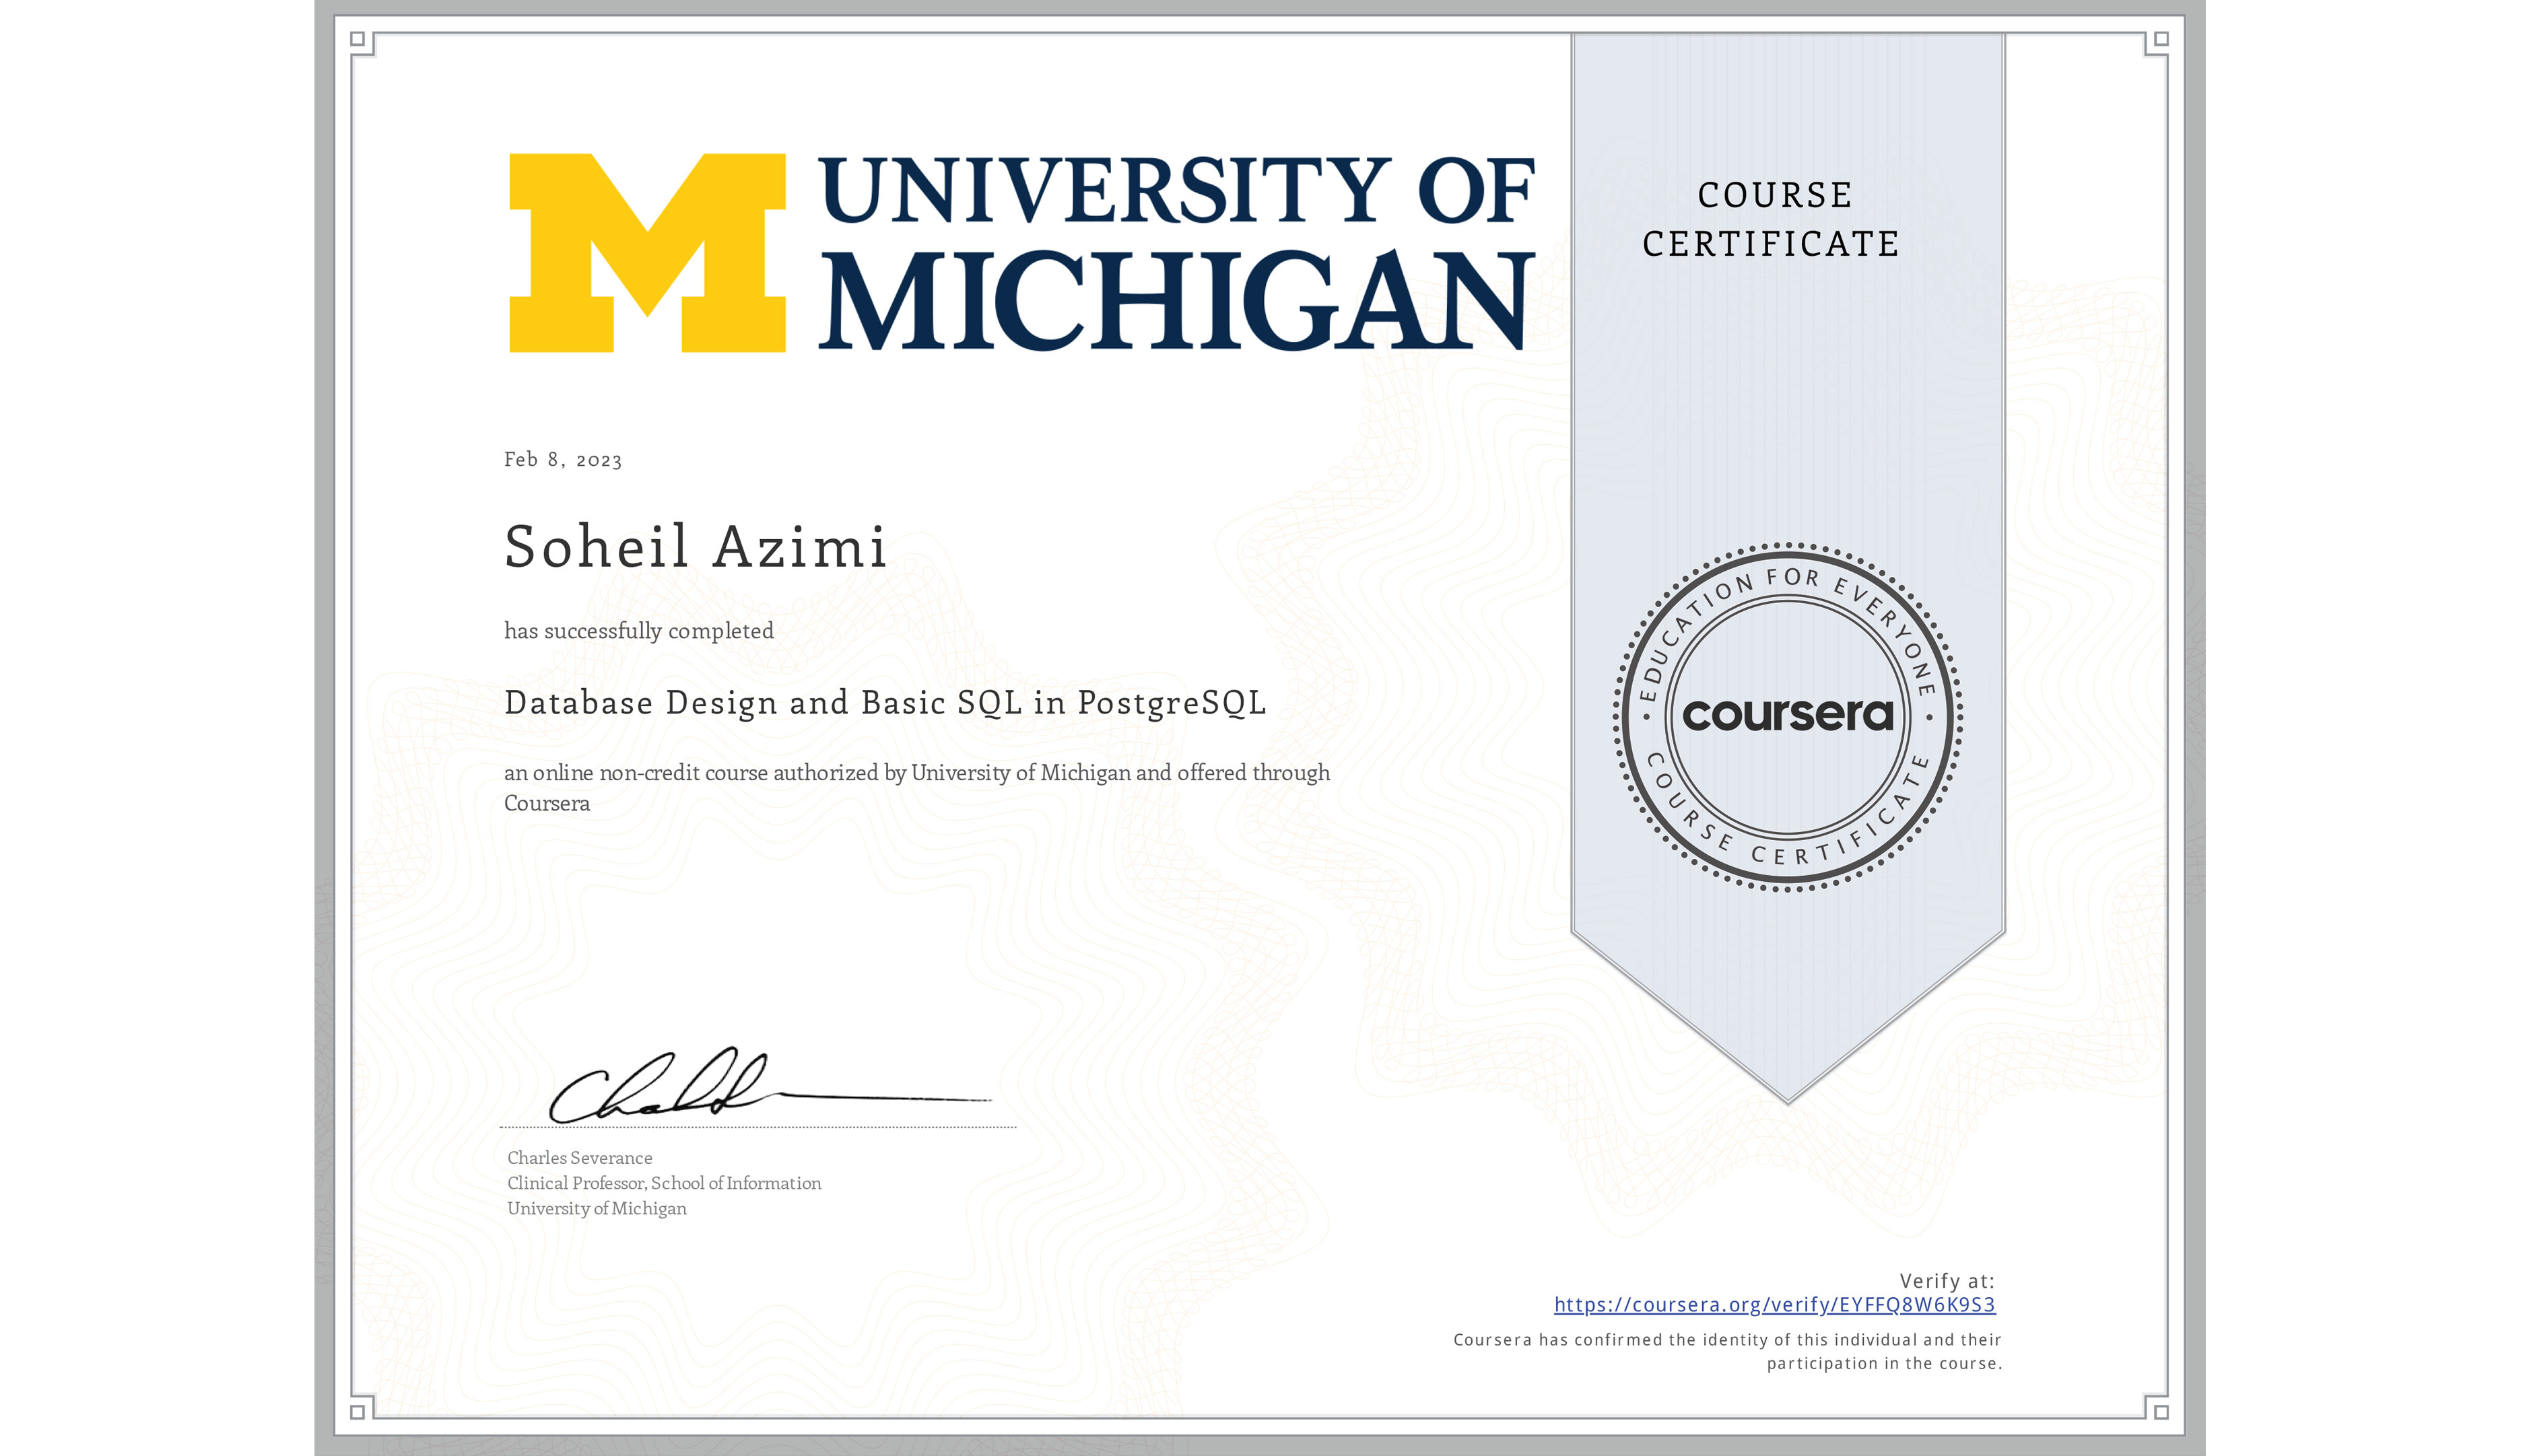 UNIVERSITY OF
MICHIGAN
COURSE
CERTIFICATE
Feb 8, 2023
Soheil Azimi
has successfully completed
Database Design and Basic SQL in PostgreSQL
an online non-credit course authorized by University of Michigan and offered through
Coursera
EDUCATION FOR EVERYONE
coursera
COURSE CERTIFICATE
Charles Severance
Clinical Professor, School of Information
University of Michigan
Verify at:
https://coursera.org/verify/EYFFQ8W6K9S3
Coursera has confirmed the identity of this individual and their
participation in the course.